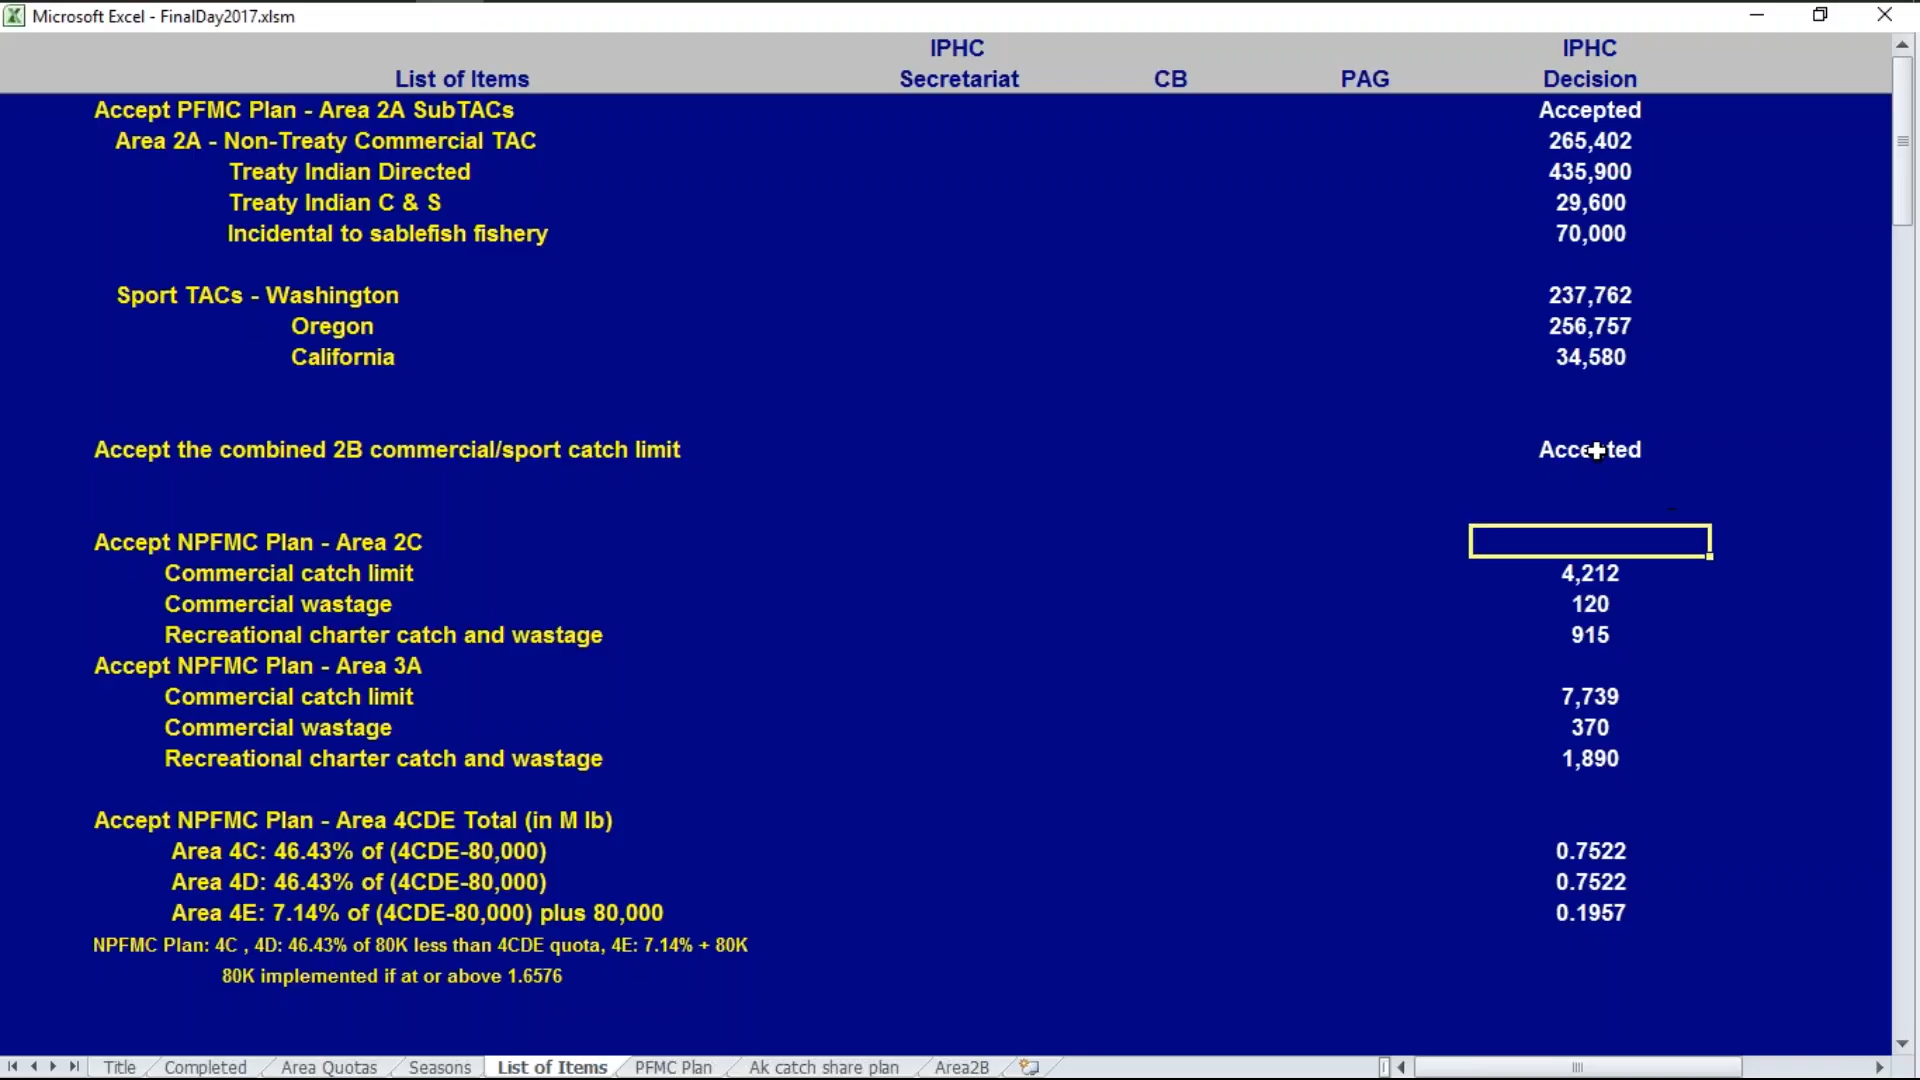 Microsoft Excel - FinalDay2017.xlsm
IPHC IPHC
List of Items Secretariat CB PAG Decision
Accept PFMC Plan - Area 2A SubTACs Accepted
Area 2A - Non-Treaty Commercial TAC 265,402
Treaty Indian Directed 435,900
Treaty Indian C & S 29,600
Incidental to sablefish fishery 70,000
Sport TACs - Washington 237,762
Oregon 256,757
California 34,580
Accept the combined 2B commercial/sport catch limit Accepted
Accept NPFMC Plan - Area 2C
Commercial catch limit 4,212
Commercial wastage 120
Recreational charter catch and wastage 915
Accept NPFMC Plan - Area 3A
Commercial catch limit 7,739
Commercial wastage 370
Recreational charter catch and wastage 1,890
Accept NPFMC Plan - Area 4CDE Total (in M lb)
Area 4C: 46.43% of (4CDE-80,000) 0.7522
Area 4D: 46.43% of (4CDE-80,000) 0.7522
Area 4E: 7.14% of (4CDE-80,000) plus 80,000 0.1957
NPFMC Plan: 4C , 4D: 46.43% of 80K less than 4CDE quota, 4E: 7.14% + 80K
80K implemented if at or above 1.6576
Title Completed Area Quotas Seasons List of Items PFMC Plan Ak catch share plan Area2B